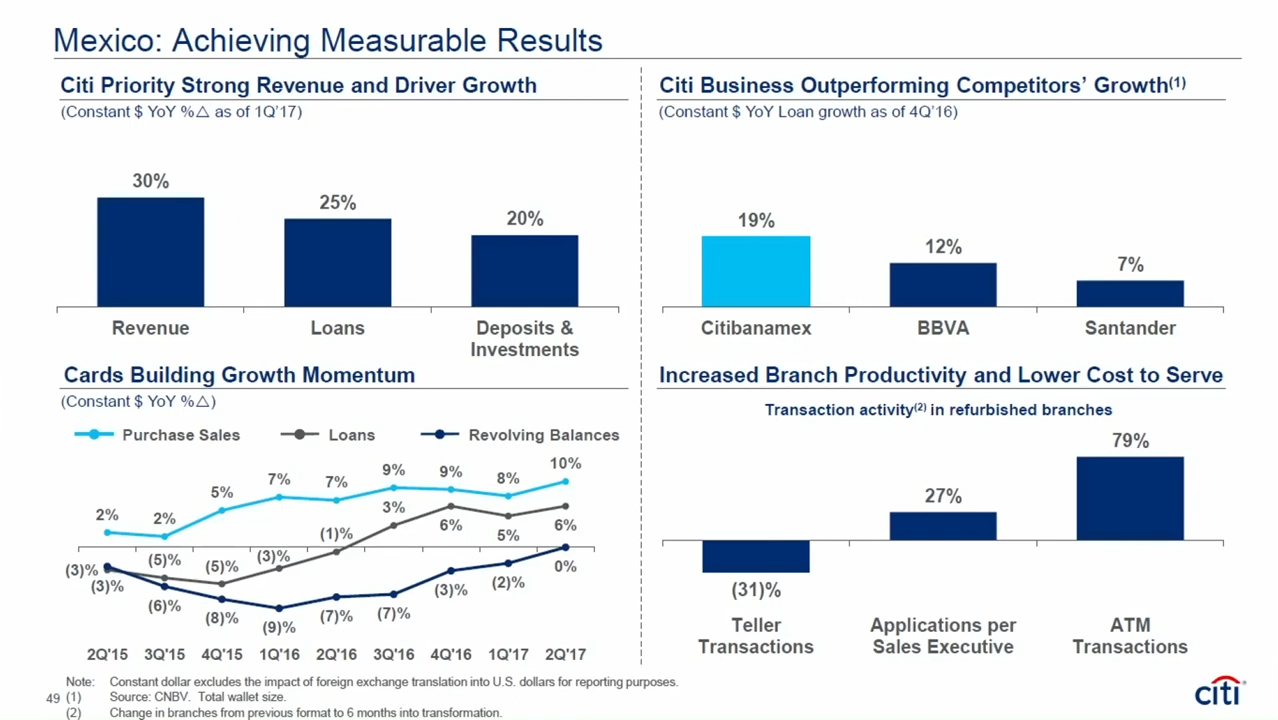 Mexico: Achieving Measurable Results
Citi Priority Strong Revenue and Driver Growth
(Constant $ YoY %△ as of 1Q'17)
30%
25%
20%
Revenue
Loans
Deposits &
Investments
Citi Business Outperforming Competitors' Growth(1)
(Constant $ YoY Loan growth as of 4Q'16)
19%
12%
7%
Citibanamex
BBVA
Santander
Cards Building Growth Momentum
(Constant $ YoY %△)
Purchase Sales Loans Revolving Balances
2% 2% 5% 7% 7% 9% 9% 8% 10%
(3)% (5)% (5)% (3)% (1)% 3% 6% 5% 6%
(3)% (6)% (8)% (9)% (7)% (7)% (3)% (2)% 0%
2Q'15 3Q'15 4Q'15 1Q'16 2Q'16 3Q'16 4Q'16 1Q'17 2Q'17
Increased Branch Productivity and Lower Cost to Serve
Transaction activity(2) in refurbished branches
(31)%
27%
79%
Teller
Transactions
Applications per
Sales Executive
ATM
Transactions
Note: Constant dollar excludes the impact of foreign exchange translation into U.S. dollars for reporting purposes.
49 (1) Source: CNBV. Total wallet size.
(2) Change in branches from previous format to 6 months into transformation.
citi®